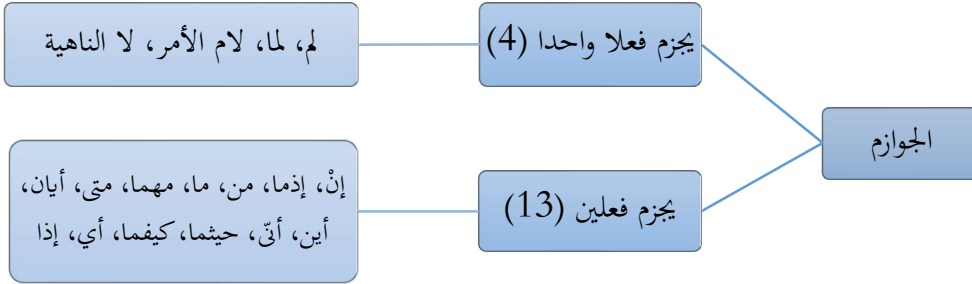 الجوازم
يجزم فعلا واحدا (4)
لم، لما، لام الأمر، لا الناهية
يجزم فعلين (13)
إنْ، إذما، من، ما، مهما، متى، أيان،
أين، أنّى، حيثما، كيفما، أي، إذا